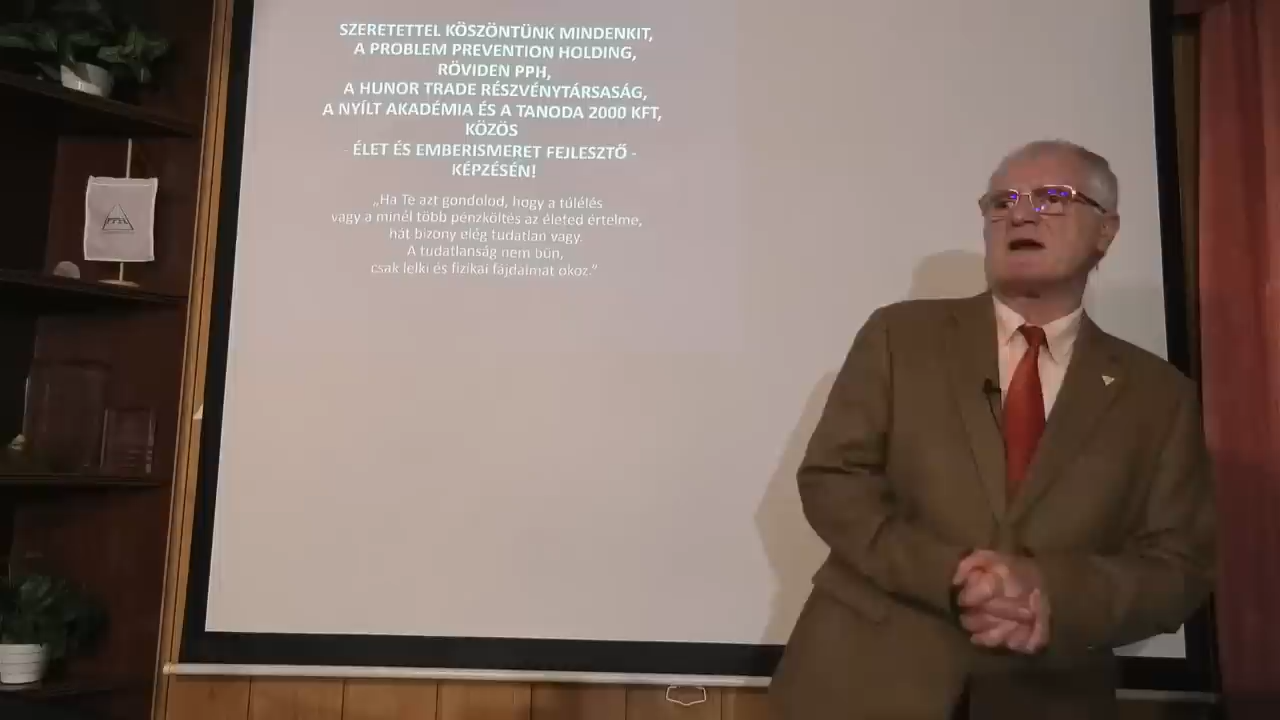 SZERETETTEL KÖSZÖNTÜNK MINDENKIT,
A PROBLEM PREVENTION HOLDING,
RÖVIDEN PPH,
A HUNOR TRADE RÉSZVÉNYTÁRSASÁG,
A NYÍLT AKADÉMIA ÉS A TANODA 2000 KFT,
KÖZÖS
- ÉLET ÉS EMBERISMERET FEJLESZTŐ -
KÉPZÉSÉN!
„Ha Te azt gondolod, hogy a túlélés
vagy a minél több pénzköltés az életed értelme,
hát bizony elég tudatlan vagy.
A tudatlanság nem bűn,
csak lelki és fizikai fájdalmat okoz.”